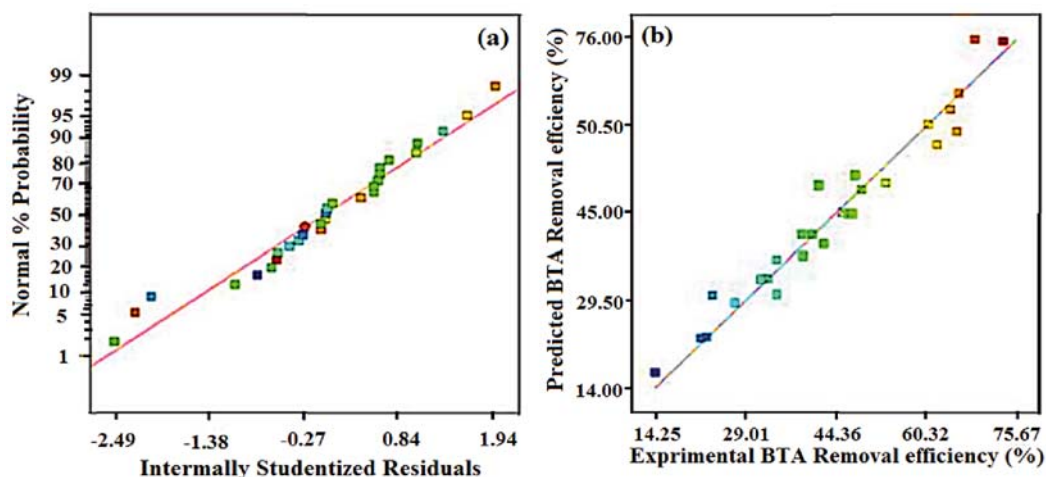 (a)
Normal % Probability
99
95
90
80
70
50
30
20
10
5
1
-2.49 -1.38 -0.27 0.84 1.94
Intermally Studentized Residuals
(b)
Predicted BTA Removal effciency (%)
76.00
50.50
45.00
29.50
14.00
14.25 29.01 44.36 60.32 75.67
Exprimental BTA Removal efficiency (%)